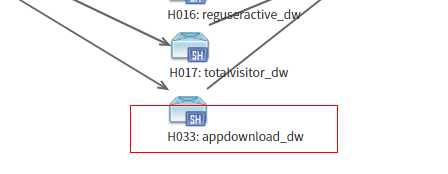 H016: reguseractive_dw
SH
H017: totalvisitor_dw
SH
H033: appdownload_dw